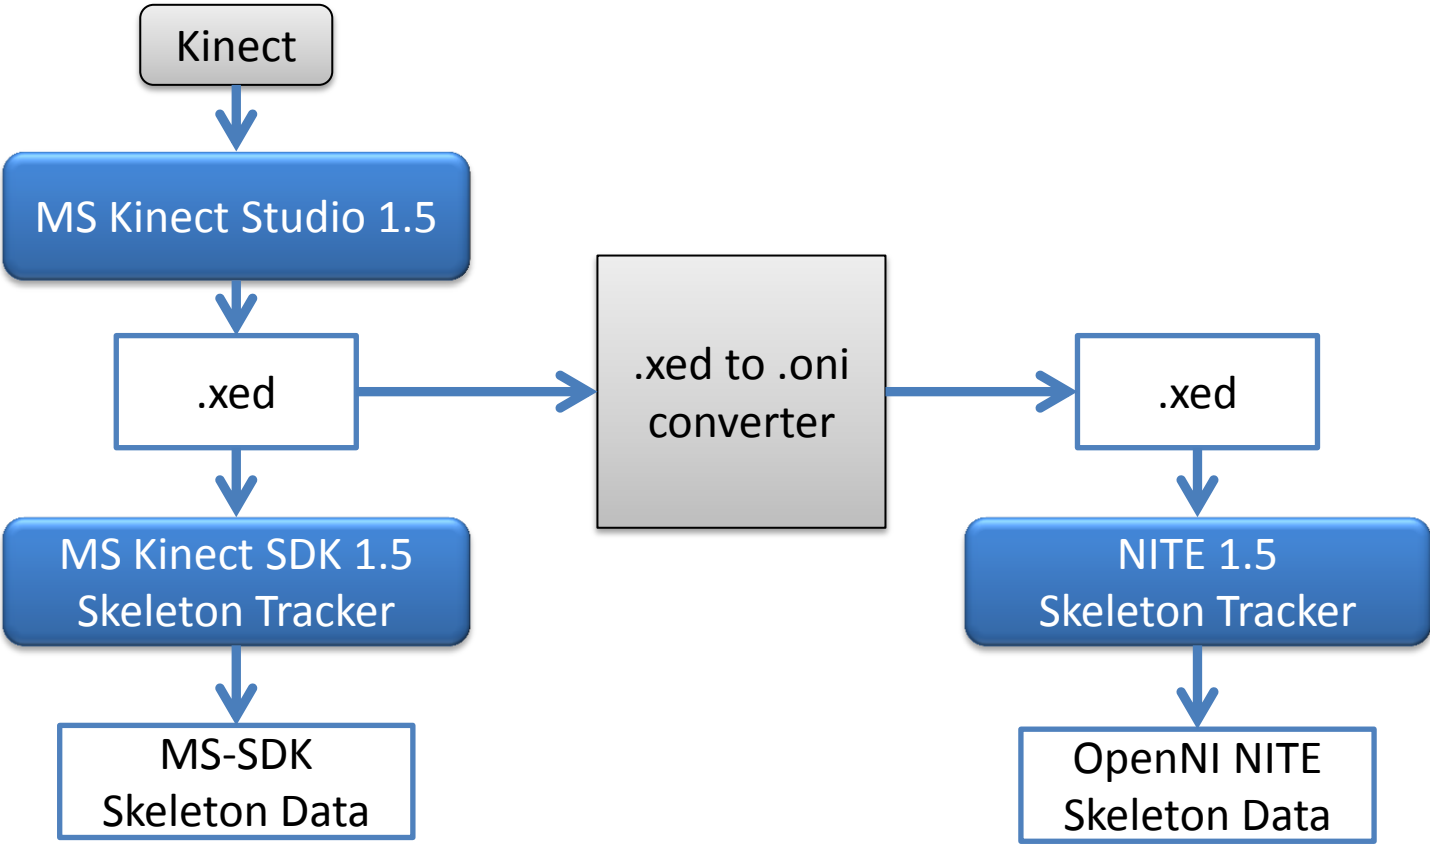 Kinect
MS Kinect Studio 1.5
.xed
.xed to .oni
converter
.xed
MS Kinect SDK 1.5
Skeleton Tracker
NITE 1.5
Skeleton Tracker
MS-SDK
Skeleton Data
OpenNI NITE
Skeleton Data